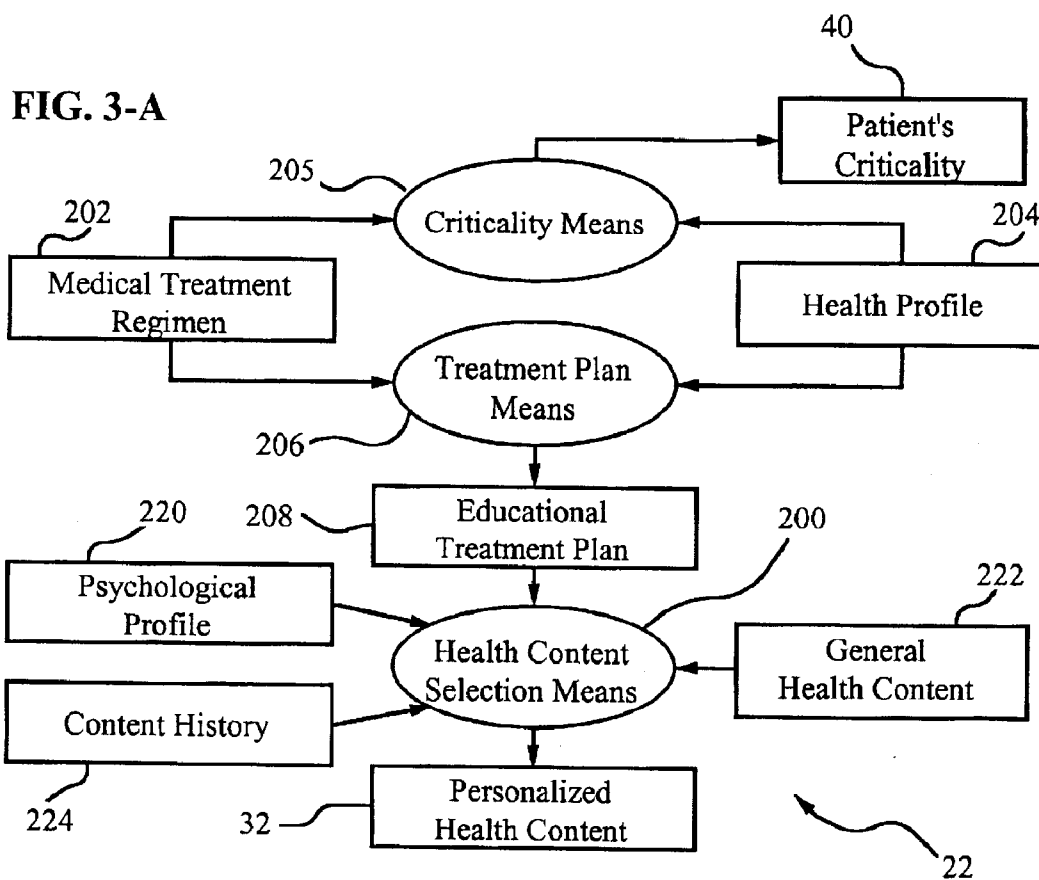 40
FIG. 3-A
Patient's
Criticality
205
Criticality Means
202
204
Medical Treatment
Regimen
Health Profile
Treatment Plan
Means
206
208
Educational
Treatment Plan
200
220
222
Psychological
Profile
Health Content
Selection Means
General
Health Content
Content History
224
32
Personalized
Health Content
22